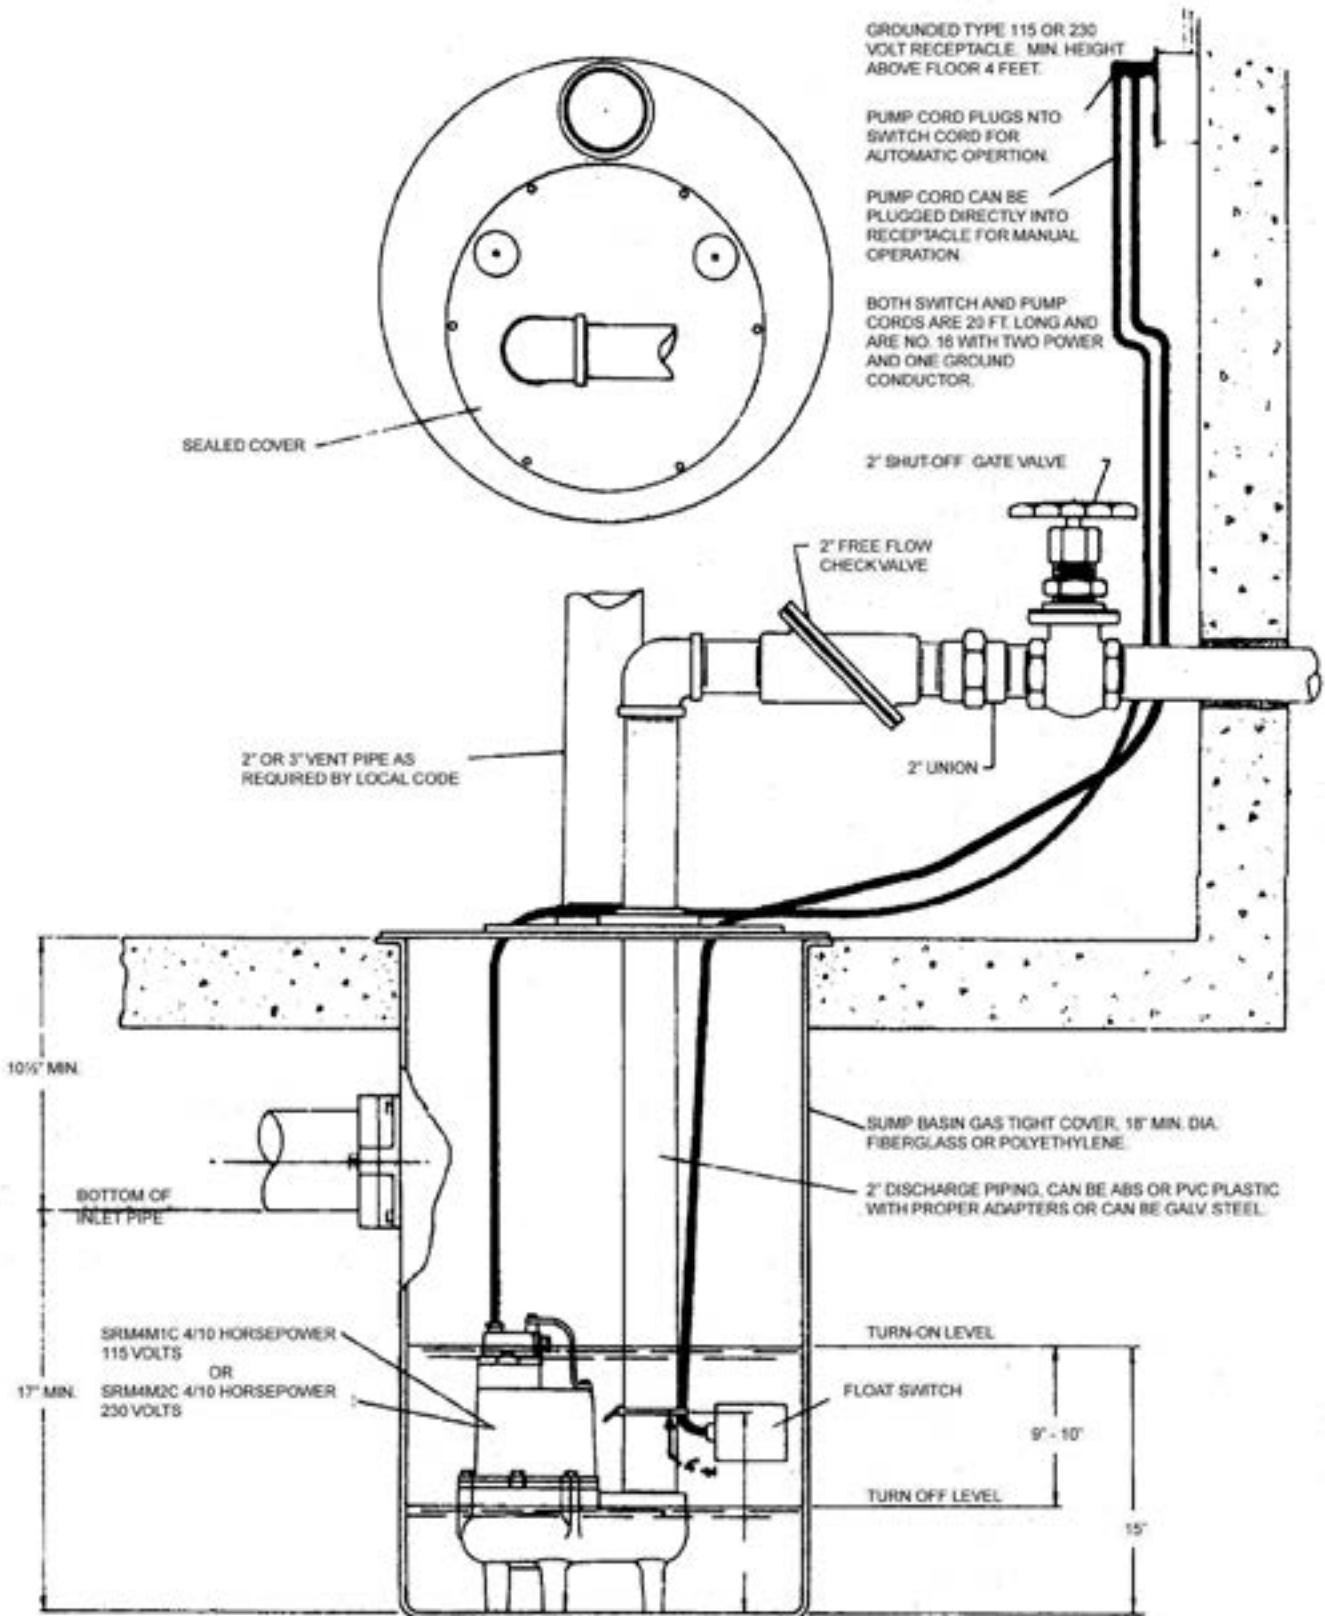 GROUNDED TYPE 115 OR 230
VOLT RECEPTACLE. MIN. HEIGHT
ABOVE FLOOR 4 FEET.
PUMP CORD PLUGS NTO
SWITCH CORD FOR
AUTOMATIC OPERTION.
PUMP CORD CAN BE
PLUGGED DIRECTLY INTO
RECEPTACLE FOR MANUAL
OPERATION.
BOTH SWITCH AND PUMP
CORDS ARE 20 FT. LONG AND
ARE NO. 16 WITH TWO POWER
AND ONE GROUND
CONDUCTOR.
SEALED COVER
2" SHUT-OFF GATE VALVE
2" FREE FLOW
CHECK VALVE
2" OR 3" VENT PIPE AS
REQUIRED BY LOCAL CODE
2" UNION
10½" MIN.
SUMP BASIN GAS TIGHT COVER, 18" MIN. DIA.
FIBERGLASS OR POLYETHYLENE.
BOTTOM OF
INLET PIPE
2" DISCHARGE PIPING, CAN BE ABS OR PVC PLASTIC
WITH PROPER ADAPTERS OR CAN BE GALV. STEEL.
SRM4M1C 4/10 HORSEPOWER
115 VOLTS
OR
SRM4M2C 4/10 HORSEPOWER
230 VOLTS
TURN-ON LEVEL
17" MIN.
FLOAT SWITCH
9" - 10"
TURN OFF LEVEL
15"